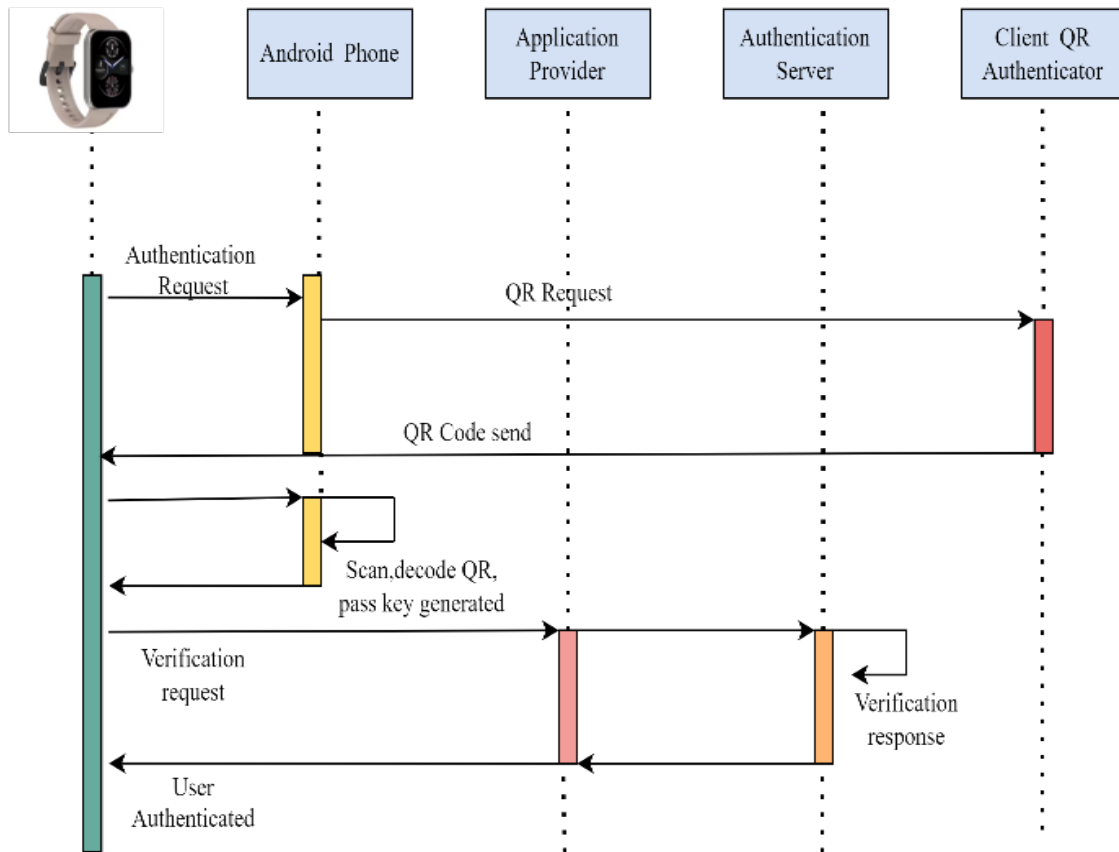 Android Phone
Application
Provider
Authentication
Server
Client QR
Authenticator
Authentication
Request
QR Request
QR Code send
Scan,decode QR,
pass key generated
Verification
request
Verification
response
User
Authenticated